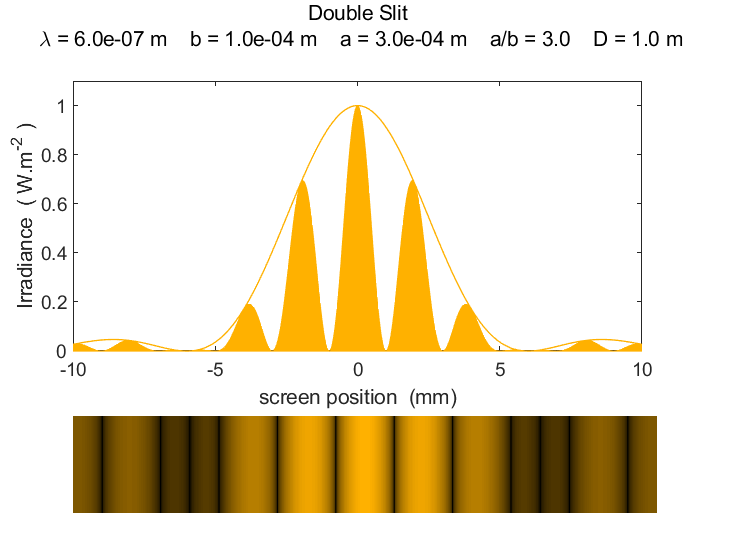 Double Slit
λ = 6.0e-07 m b = 1.0e-04 m a = 3.0e-04 m a/b = 3.0 D = 1.0 m
1
0.8
0.6
0.4
0.2
0
Irradiance ( W.m-2 )
-10 -5 0 5 10
screen position (mm)